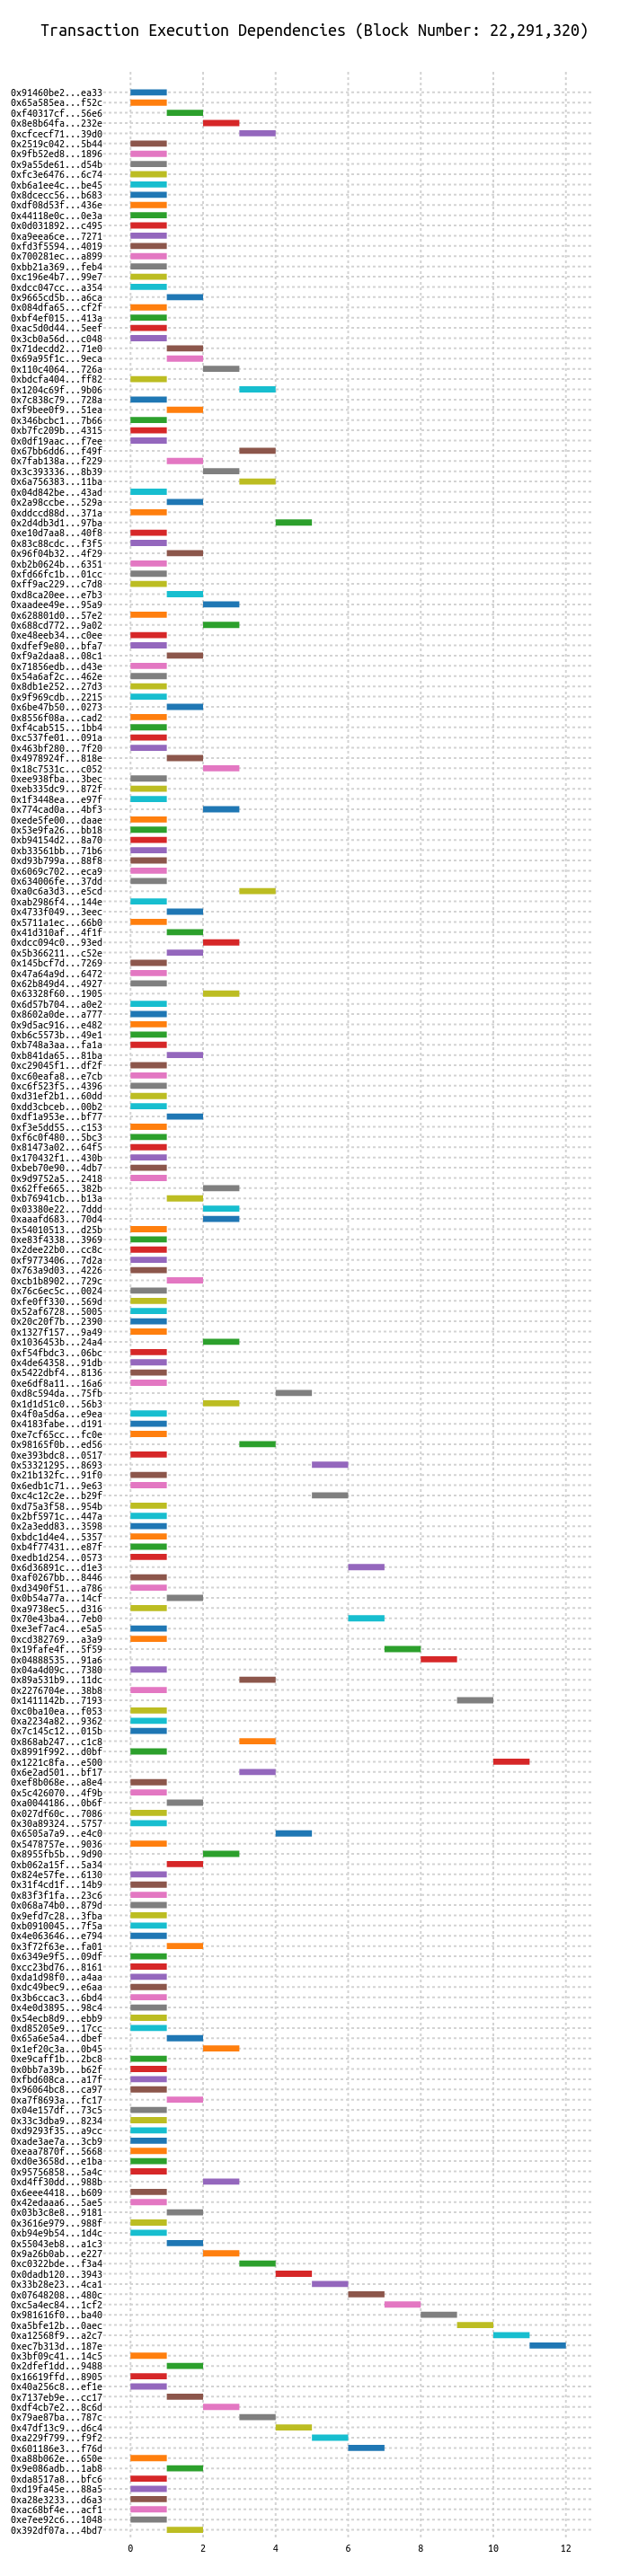 Transaction Execution Dependencies (Block Number: 22,291,320)
0x91460be2...ea33
0x65a585ea...f52c
0xf40317cf...56e6
0x8e8b64fa...232e
0xcfcecf71...39d0
0x2519c042...5b44
0x9fb52ed8...1896
0x9a55de61...d54b
0xfc3e6476...6c74
0xb6a1ee4c...be45
0x8dcecc56...b683
0xdf08d53f...436e
0x44118e0c...0e3a
0x0d031892...c495
0xa9eea6ce...7271
0xfd3f5594...4019
0x700281ec...a899
0xbb21a369...feb4
0xc196e4b7...99e7
0xdcc047cc...a354
0x9665cd5b...a6ca
0x084dfa65...cf2f
0xbf4ef015...413a
0xac5d0d44...5eef
0x3cb0a56d...c048
0x71decdd2...71e0
0x69a95f1c...9eca
0x110c4064...726a
0xbdcfa404...ff82
0x1204c69f...9b06
0x7c838c79...728a
0xf9bee0f9...51ea
0x346bcbc1...7b66
0xb7fc209b...4315
0x0df19aac...f7ee
0x67bb6dd6...f49f
0x7fab138a...f229
0x3c393336...8b39
0x6a756383...11ba
0x04d842be...43ad
0x2a98ccbe...529a
0xddccd88d...371a
0x2d4db3d1...97ba
0xe10d7aa8...40f8
0x83c88cdc...f3f5
0x96f04b32...4f29
0xb2b0624b...6351
0xfd66fc1b...01cc
0xff9ac229...c7d8
0xd8ca20ee...e7b3
0xaadee49e...95a9
0x628801d0...57e2
0x688cd772...9a02
0xe48eeb34...c0ee
0xdfef9e80...bfa7
0xf9a2daa8...08c1
0x71856edb...d43e
0x54a6af2c...462e
0x8db1e252...27d3
0x9f969cdb...2215
0x6be47b50...0273
0x8556f08a...cad2
0xf4cab515...1bb4
0xc537fe01...091a
0x463bf280...7f20
0x4978924f...818e
0x18c7531c...c052
0xee938fba...3bec
0xeb335dc9...872f
0x1f3448ea...e97f
0x774cad0a...4bf3
0xede5fe00...daae
0x53e9fa26...bb18
0xb94154d2...8a70
0xb33561bb...71b6
0xd93b799a...88f8
0x6069c702...eca9
0x634006fe...37dd
0xa0c6a3d3...e5cd
0xab2986f4...144e
0x4733f049...3eec
0x5711a1ec...66b0
0x41d310af...4f1f
0xdcc094c0...93ed
0x5b366211...c52e
0x145bcf7d...7269
0x47a64a9d...6472
0x62b849d4...4927
0x63328f60...1905
0x6d57b704...a0e2
0x8602a0de...a777
0x9d5ac916...e482
0xb6c5573b...49e1
0xb748a3aa...fa1a
0xb841da65...81ba
0xc29045f1...df2f
0xc60eafa8...e7cb
0xc6f523f5...4396
0xd31ef2b1...60dd
0xdd3cbceb...00b2
0xdf1a953e...bf77
0xf3e5dd55...c153
0xf6c0f480...5bc3
0x81473a02...64f5
0x170432f1...430b
0xbeb70e90...4db7
0x9d9752a5...2418
0x62ffe665...382b
0xb76941cb...b13a
0x03380e22...7ddd
0xaaafd683...70d4
0x54010513...d25b
0xe83f4338...3969
0x2dee22b0...cc8c
0xf9773406...7d2a
0x763a9d03...4226
0xcb1b8902...729c
0x76c6ec5c...0024
0xfe0ff330...569d
0x52af6728...5005
0x20c20f7b...2390
0x1327f157...9a49
0x1036453b...24a4
0xf54fbdc3...06bc
0x4de64358...91db
0x5422dbf4...8136
0xe6df8a11...16a6
0xd8c594da...75fb
0x1d1d51c0...56b3
0x4f0a5d6a...e9ea
0x4183fabe...d191
0xe7cf65cc...fc0e
0x98165f0b...ed56
0xe393bdc8...0517
0x53321295...8693
0x21b132fc...91f0
0x6edb1c71...9e63
0xc4c12c2e...b29f
0xd75a3f58...954b
0x2bf5971c...447a
0x2a3edd83...3598
0xbdc1d4e4...5357
0xb4f77431...e87f
0xedb1d254...0573
0x6d36891c...d1e3
0xaf0267bb...8446
0xd3490f51...a786
0x0b54a77a...14cf
0xa9738ec5...d316
0x70e43ba4...7eb0
0xe3ef7ac4...e5a5
0xcd382769...a3a9
0x19fafe4f...5f59
0x04888535...91a6
0x04a4d09c...7380
0x89a531b9...11dc
0x2276704e...38b8
0x1411142b...7193
0xc0ba10ea...f053
0xa2234a82...9362
0x7c145c12...015b
0x868ab247...c1c8
0x8991f992...d0bf
0x1221c8fa...e500
0x6e2ad501...bf17
0xef8b068e...a8e4
0x5c426070...4f9b
0xa0044186...0b6f
0x027df60c...7086
0x30a89324...5757
0x6505a7a9...e4c0
0x5478757e...9036
0x8955fb5b...9d90
0xb062a15f...5a34
0x824e57fe...6130
0x31f4cd1f...14b9
0x83f3f1fa...23c6
0x068a74b0...879d
0x9efd7c28...3fba
0xb0910045...7f5a
0x4e063646...e794
0x3f72f63e...fa01
0x6349e9f5...09df
0xcc23bd76...8161
0xda1d98f0...a4aa
0xdc49bec9...e6aa
0x3b6ccac3...6bd4
0x4e0d3895...98c4
0x54ecb8d9...ebb9
0xd85205e9...17cc
0x65a6e5a4...dbef
0x1ef20c3a...0b45
0xe9caff1b...2bc8
0x0bb7a39b...b62f
0xfbd608ca...a17f
0x96064bc8...ca97
0xa7f8693a...fc17
0x04e157df...73c5
0x33c3dba9...8234
0xd9293f35...a9cc
0xade3ae7a...3cb9
0xeaa7870f...5668
0xd0e3658d...e1ba
0x95756858...5a4c
0xd4ff30dd...988b
0x6eee4418...b609
0x42edaaa6...5ae5
0x03b3c8e8...9181
0x3616e979...988f
0xb94e9b54...1d4c
0x55043eb8...a1c3
0x9a26b0ab...e227
0xc0322bde...f3a4
0x0dadb120...3943
0x33b28e23...4ca1
0x07648208...480c
0xc5a4ec84...1cf2
0x981616f0...ba40
0xa5bfe12b...0aec
0xa12568f9...a2c7
0xec7b313d...187e
0x3bf09c41...14c5
0x2dfef1dd...9488
0x16619ffd...8905
0x40a256c8...ef1e
0x7137eb9e...cc17
0xdf4cb7e2...8c6d
0x79ae87ba...787c
0x47df13c9...d6c4
0xa229f799...f9f2
0x601186e3...f76d
0xa88b062e...650e
0x9e086adb...1ab8
0xda8517a8...bfc6
0xd19fa45e...88a5
0xa28e3233...d6a3
0xac68bf4e...acf1
0xe7ee92c6...1048
0x392df07a...4bd7
0 2 4 6 8 10 12